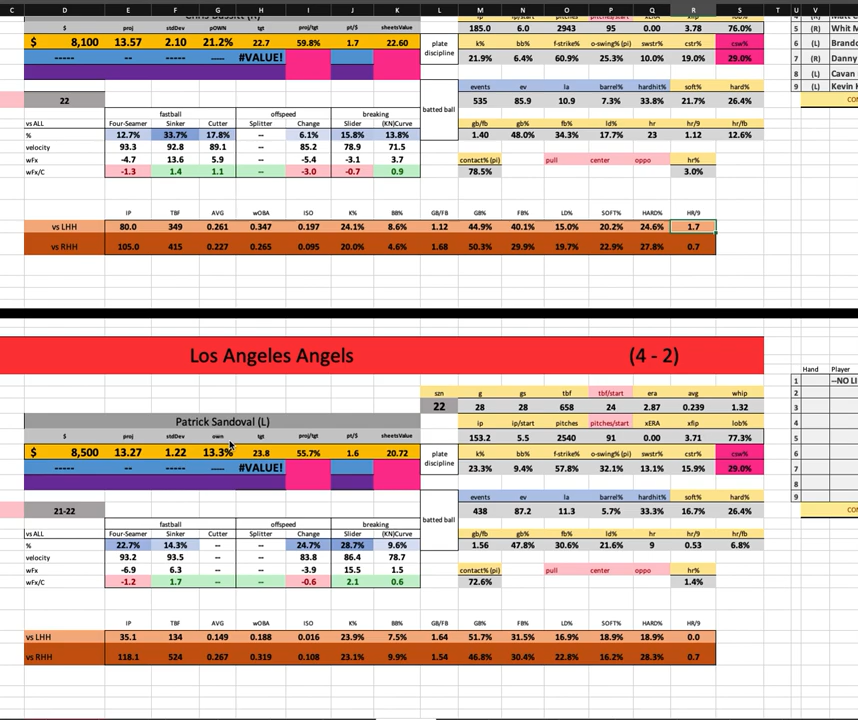 C D E F G H I J K L M N O P Q R S T U V
Chris Bassitt (R)
ip ip/start pitches pitches/start xERA xfip lob%
$ proj stdDev pOWN tgt proj/tgt pt/$ sheetsValue
185.0 6.0 2943 95 0.00 3.78 76.0%
5 (R) Whit M
$ 8,100 13.57 2.10 21.2% 22.7 59.8% 1.7 22.60
plate discipline
k% bb% f-strike% o-swing% (pi) swstr% cstr% csw%
6 (L) Brando
----- -- --- ---- #VALUE!
21.9% 6.4% 60.9% 25.3% 10.0% 19.0% 29.0%
7 (R) Danny
8 (L) Cavan
events ev la barrel% hardhit% soft% hard%
9 (L) Kevin K
22
535 85.9 10.9 7.3% 33.8% 21.7% 26.4%
CON
fastball offspeed breaking
batted ball
vs ALL Four-Seamer Sinker Cutter Splitter Change Slider (KN)Curve
gb/fb gb% fb% ld% hr hr/9 hr/fb
% 12.7% 33.7% 17.8% -- 6.1% 15.8% 13.8%
1.40 48.0% 34.3% 17.7% 23 1.12 12.6%
velocity 93.3 92.8 89.1 -- 85.2 78.9 71.5
wFx -4.7 13.6 5.9 -- -5.4 -3.1 3.7
contact% (pi) pull center oppo hr%
wFx/C -1.3 1.4 1.1 -- -3.0 -0.7 0.9
78.5% 3.0%
IP TBF AVG wOBA ISO K% BB% GB/FB GB% FB% LD% SOFT% HARD% HR/9
vs LHH 80.0 349 0.261 0.347 0.197 24.1% 8.6% 1.12 44.9% 40.1% 15.0% 20.2% 24.6% 1.7
vs RHH 105.0 415 0.227 0.265 0.095 20.0% 4.6% 1.68 50.3% 29.9% 19.7% 22.9% 27.8% 0.7
Los Angeles Angels (4 - 2)
Hand Player
1 --NO LI
szn g gs tbf tbf/start era avg whip
2
22 28 28 658 24 2.87 0.239 1.32
3
Patrick Sandoval (L)
ip ip/start pitches pitches/start xERA xfip lob%
4
$ proj stdDev own tgt proj/tgt pt/$ sheetsValue
153.2 5.5 2540 91 0.00 3.71 77.3%
5
$ 8,500 13.27 1.22 13.3% 23.8 55.7% 1.6 20.72
plate discipline
k% bb% f-strike% o-swing% (pi) swstr% cstr% csw%
6
----- -- --- ---- #VALUE!
23.3% 9.4% 57.8% 32.1% 13.1% 15.9% 29.0%
7
8
events ev la barrel% hardhit% soft% hard%
9
21-22
438 87.2 11.3 5.7% 33.3% 16.7% 26.4%
CON
fastball offspeed breaking
batted ball
vs ALL Four-Seamer Sinker Cutter Splitter Change Slider (KN)Curve
gb/fb gb% fb% ld% hr hr/9 hr/fb
% 22.7% 14.3% -- -- 24.7% 28.7% 9.6%
1.56 47.8% 30.6% 21.6% 9 0.53 6.8%
velocity 93.2 93.5 -- -- 83.8 86.4 78.7
wFx -6.9 6.3 -- -- -3.9 15.5 1.5
contact% (pi) pull center oppo hr%
wFx/C -1.2 1.7 -- -- -0.6 2.1 0.6
72.6% 1.4%
IP TBF AVG wOBA ISO K% BB% GB/FB GB% FB% LD% SOFT% HARD% HR/9
vs LHH 35.1 134 0.149 0.188 0.016 23.9% 7.5% 1.64 51.7% 31.5% 16.9% 18.9% 18.9% 0.0
vs RHH 118.1 524 0.267 0.319 0.108 23.1% 9.9% 1.54 46.8% 30.4% 22.8% 16.2% 28.3% 0.7